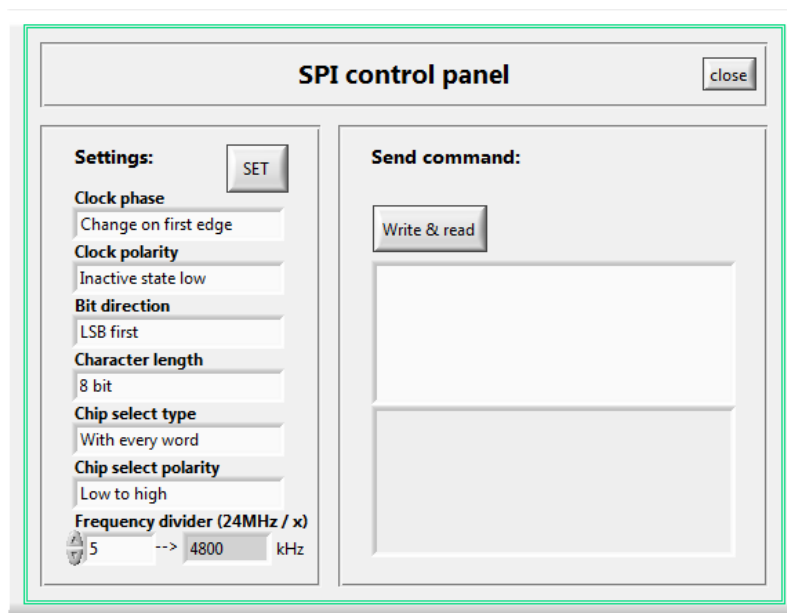 SPI control panel
close
Settings:
SET
Clock phase
Change on first edge
Clock polarity
Inactive state low
Bit direction
LSB first
Character length
8 bit
Chip select type
With every word
Chip select polarity
Low to high
Frequency divider (24MHz / x)
5 --> 4800 kHz
Send command:
Write & read